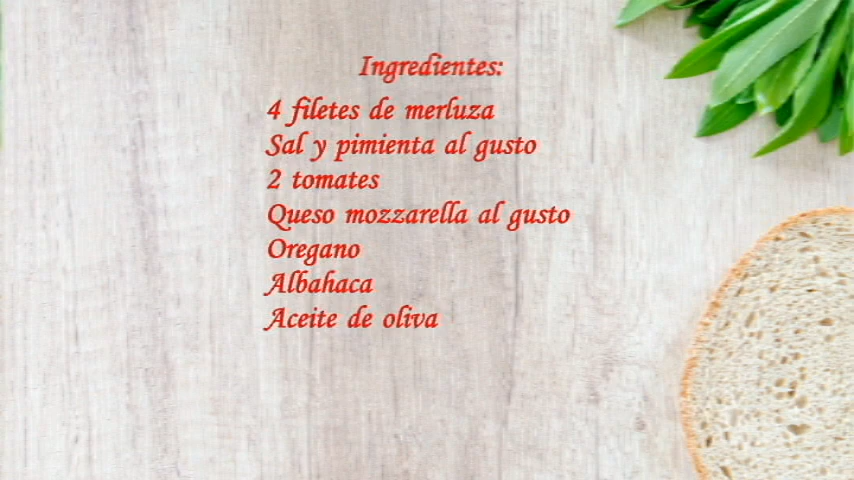 Ingredientes:
4 filetes de merluza
Sal y pimienta al gusto
2 tomates
Queso mozzarella al gusto
Oregano
Albahaca
Aceite de oliva